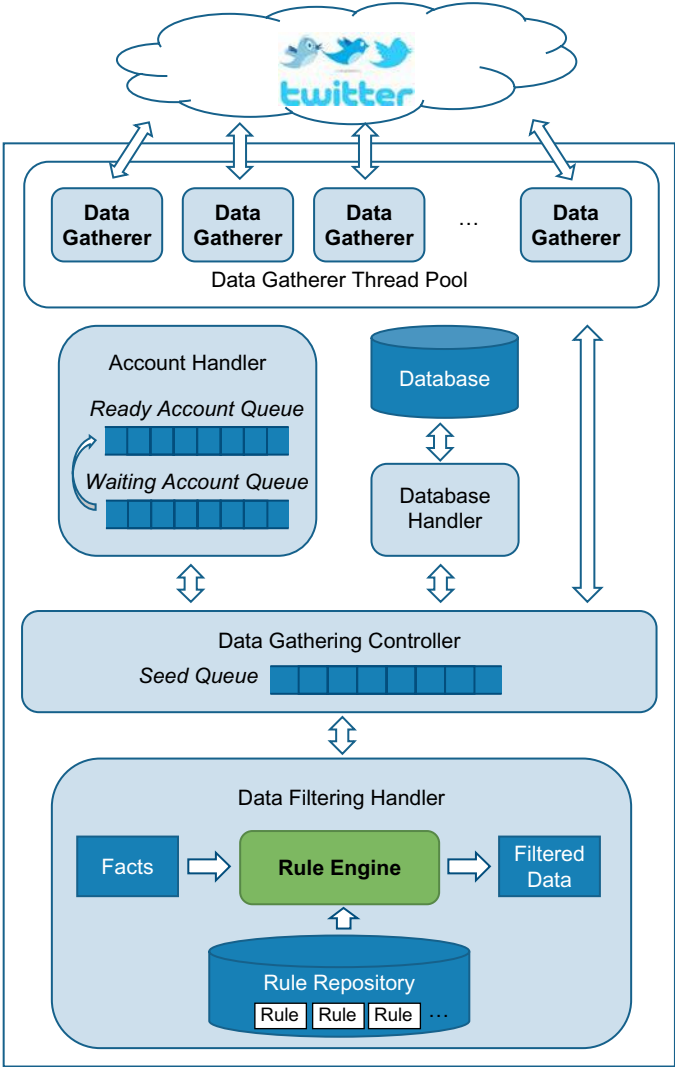 twitter
Data
Gatherer
Data
Gatherer
Data
Gatherer
...
Data
Gatherer
Data Gatherer Thread Pool
Account Handler
Ready Account Queue
Waiting Account Queue
Database
Database
Handler
Data Gathering Controller
Seed Queue
Data Filtering Handler
Facts
Rule Engine
Filtered
Data
Rule Repository
Rule Rule Rule ...